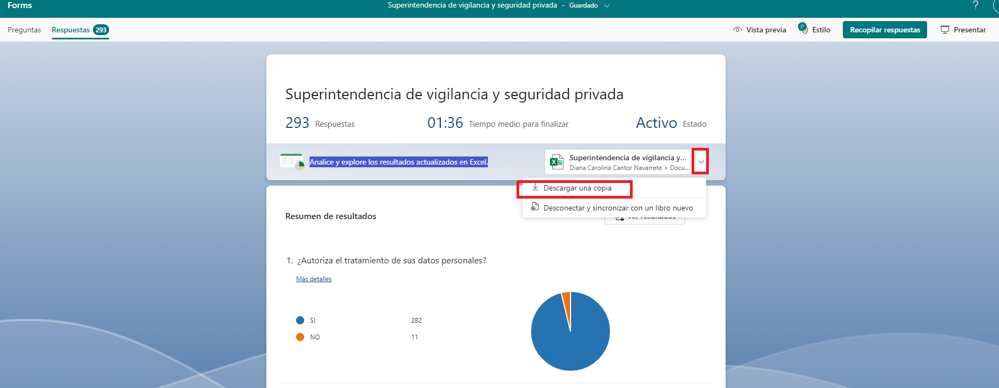 Forms
Superintendencia de vigilancia y seguridad privada - Guardado
?
Preguntas
Respuestas 293
Vista previa
Estilo
Recopilar respuestas
Presentar
Superintendencia de vigilancia y seguridad privada
293 Respuestas
01:36 Tiempo medio para finalizar
Activo Estado
Analice y explore los resultados actualizados en Excel.
Superintendencia de vigilancia y...
Diana Carolina Cantor Navarrete > Docu...
Descargar una copia
Desconectar y sincronizar con un libro nuevo
Resumen de resultados
Ver resultados
1. ¿Autoriza el tratamiento de sus datos personales?
Más detalles
SI 282
NO 11